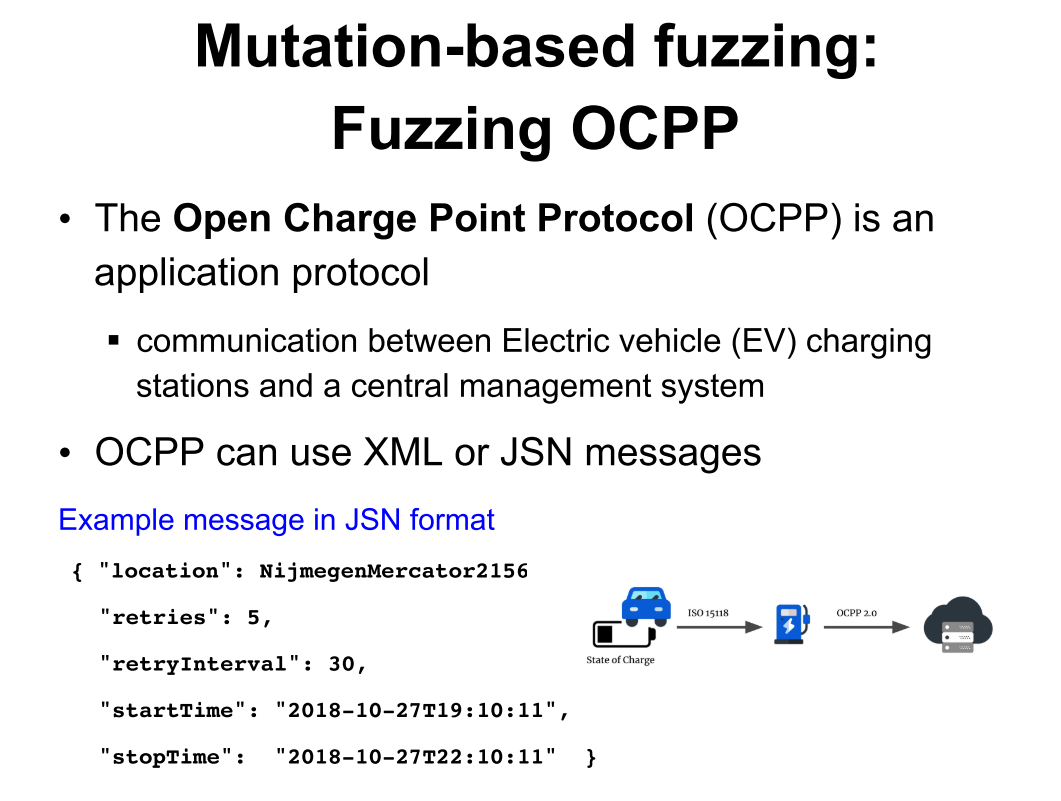 Mutation-based fuzzing:
Fuzzing OCPP
• The Open Charge Point Protocol (OCPP) is an
application protocol
▪ communication between Electric vehicle (EV) charging
stations and a central management system
• OCPP can use XML or JSN messages
Example message in JSN format
{ "location": NijmegenMercator2156
"retries": 5,
"retryInterval": 30,
"startTime": "2018-10-27T19:10:11",
"stopTime": "2018-10-27T22:10:11" }
ISO 15118
OCPP 2.0
State of Charge